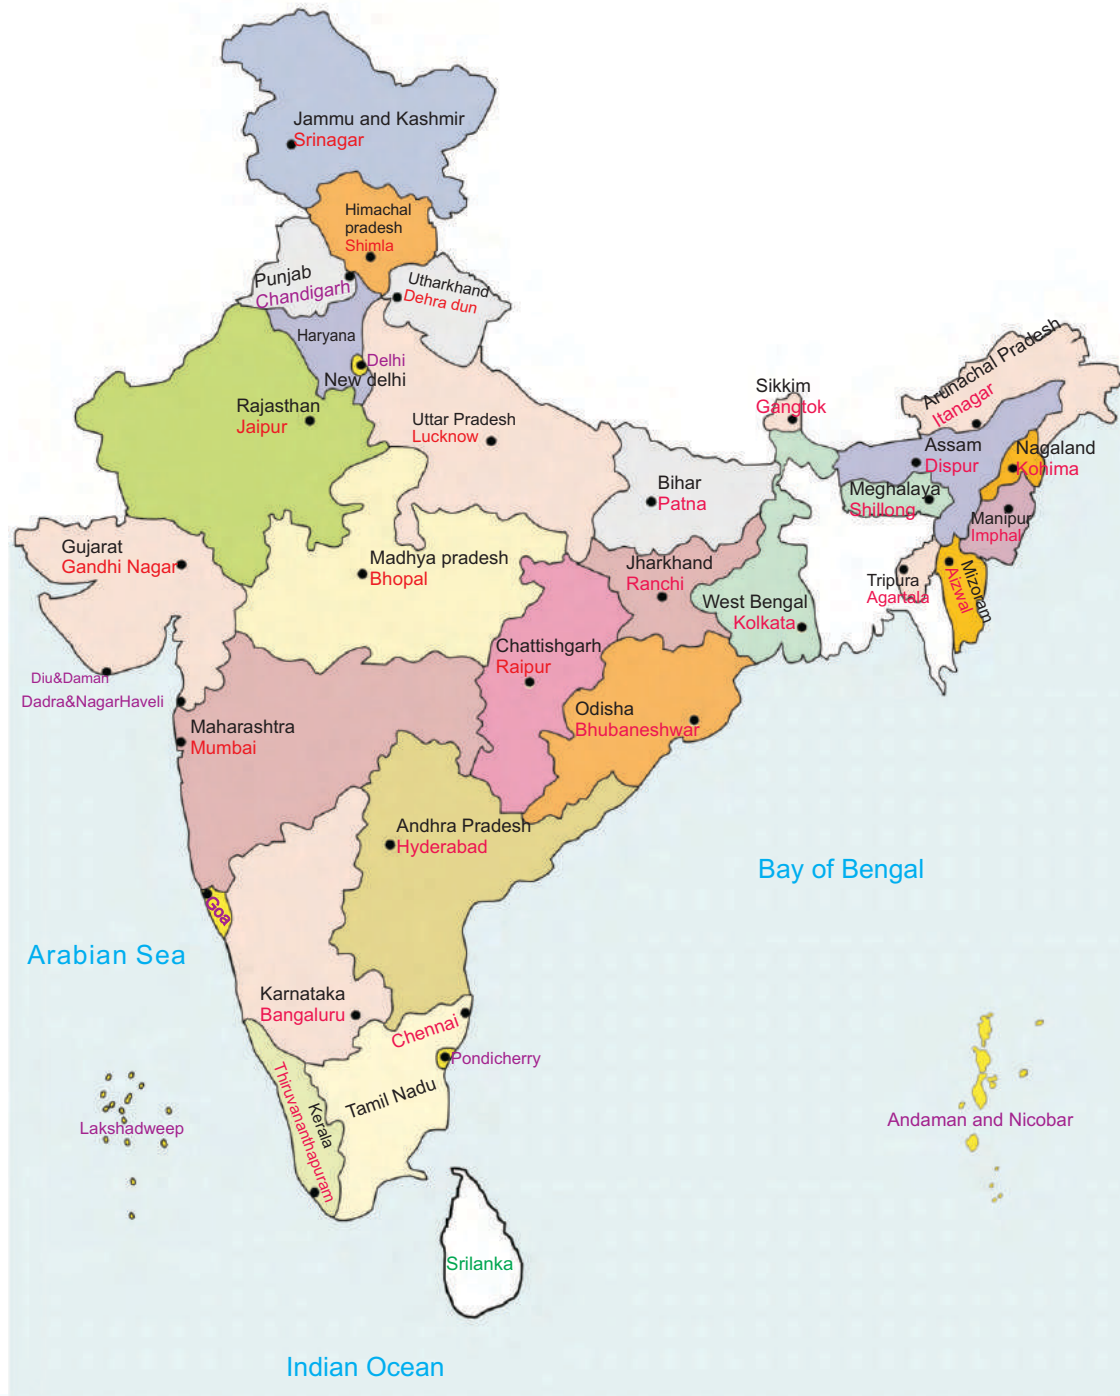 Jammu and Kashmir
Srinagar
Himachal
pradesh
Shimla
Punjab
Chandigarh
Utharkhand
Dehra dun
Haryana
Delhi
New delhi
Rajasthan
Jaipur
Uttar Pradesh
Lucknow
Sikkim
Gangtok
Arunachal Pradesh
Itanagar
Assam
Dispur
Nagaland
Kohima
Bihar
Patna
Meghalaya
Shillong
Manipur
Imphal
Gujarat
Gandhi Nagar
Madhya pradesh
Bhopal
Jharkhand
Ranchi
Tripura
Agartala
Mizoram
Aizwal
West Bengal
Kolkata
Chattishgarh
Raipur
Diu&Daman
Dadra&NagarHaveli
Odisha
Bhubaneshwar
Maharashtra
Mumbai
Andhra Pradesh
Hyderabad
Bay of Bengal
Goa
Arabian Sea
Karnataka
Bangaluru
Chennai
Pondicherry
Tamil Nadu
Kerala
Thiruvananthapuram
Lakshadweep
Andaman and Nicobar
Srilanka
Indian Ocean